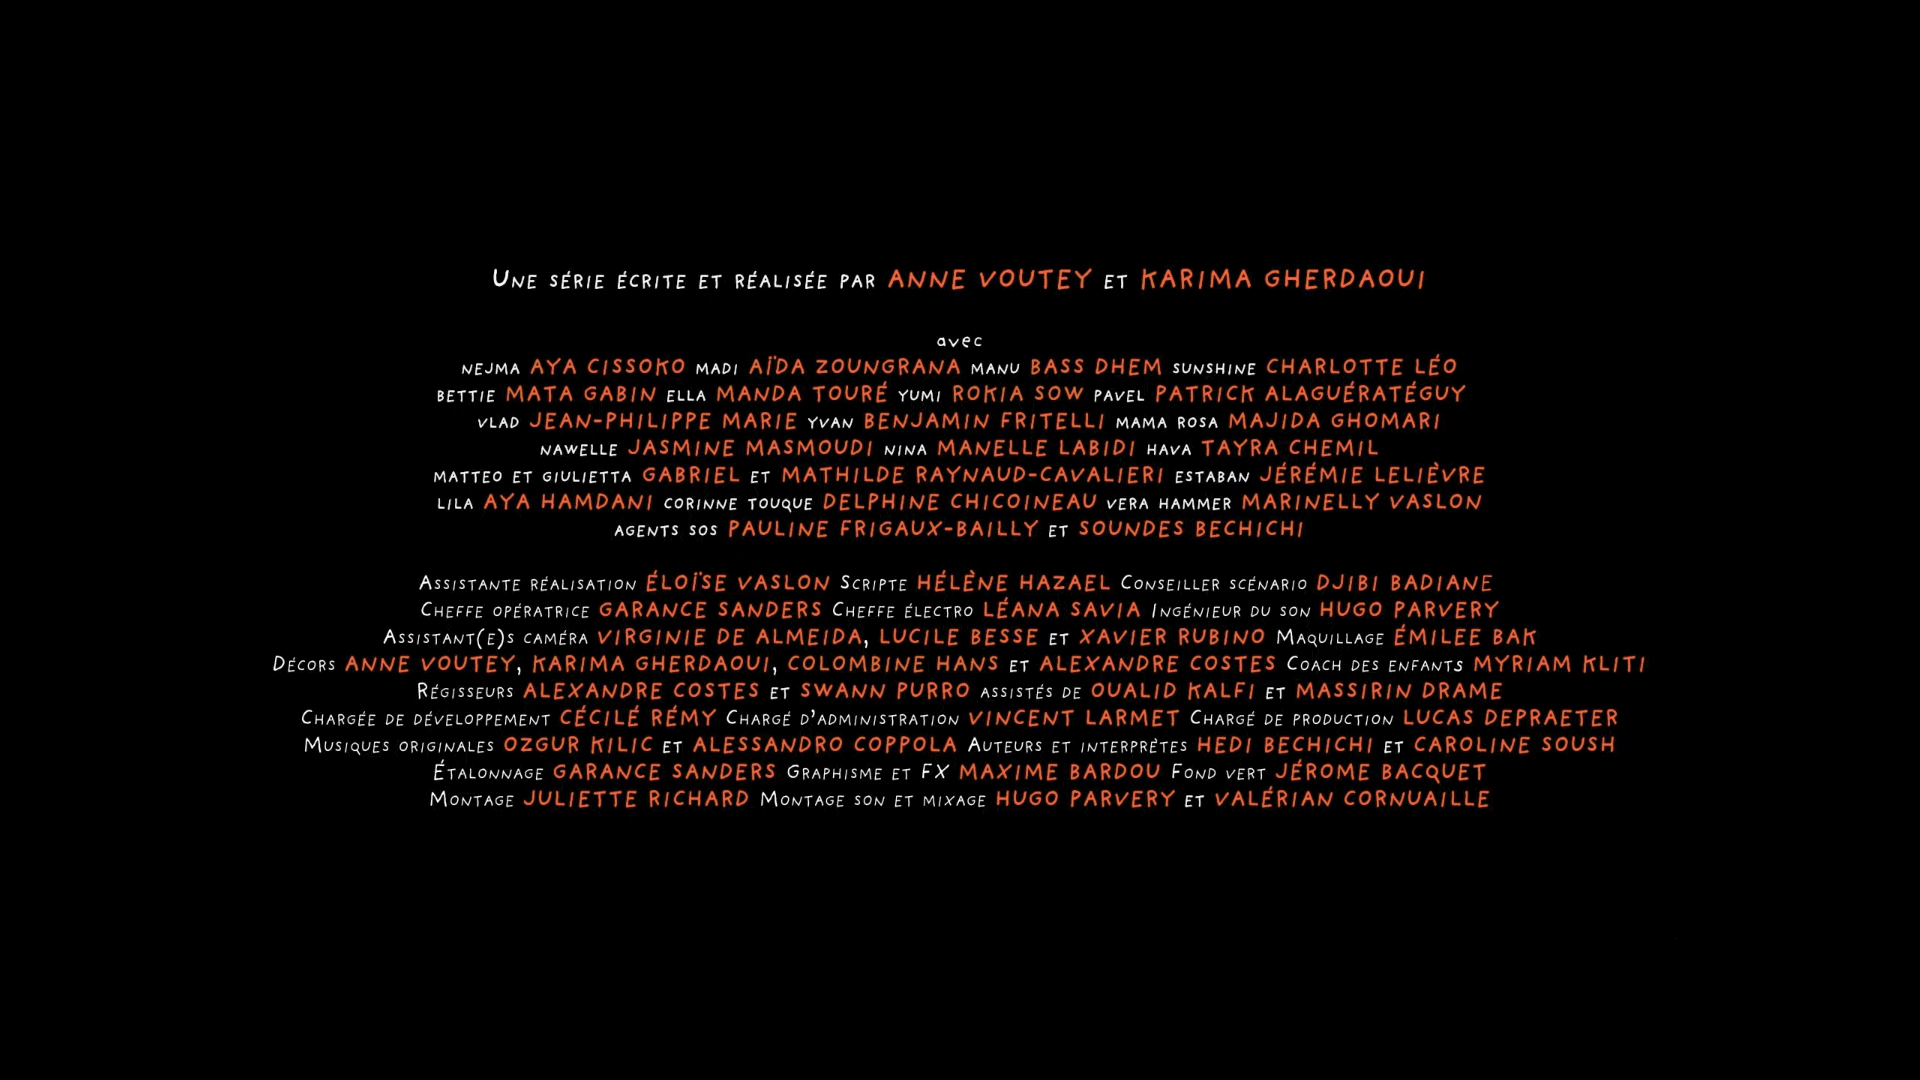 Une série écrite et réalisée par ANNE VOUTEY et KARIMA GHERDAOUI
avec
NEJMA AYA CISSOKO MADI AÏDA ZOUNGRANA MANU BASS DHEM SUNSHINE CHARLOTTE LÉO
BETTIE MATA GABIN ELLA MANDA TOURÉ YUMI ROKIA SOW PAVEL PATRICK ALAGUÉRATÉGUY
VLAD JEAN-PHILIPPE MARIE YVAN BENJAMIN FRITELLI MAMA ROSA MAJIDA GHOMARI
NAWELLE JASMINE MASMOUDI NINA MANELLE LABIDI HAVA TAYRA CHEMIL
MATTEO ET GIULIETTA GABRIEL ET MATHILDE RAYNAUD-CAVALIERI ESTABAN JÉRÉMIE LELIÈVRE
LILA AYA HAMDANI CORINNE TOUQUE DELPHINE CHICOINEAU VERA HAMMER MARINELLY VASLON
AGENTS SOS PAULINE FRIGAUX-BAILLY ET SOUNDES BECHICHI
Assistante réalisation ÉLOÏSE VASLON Scripte HÉLÈNE HAZAEL Conseiller scénario DJIBI BADIANE
Cheffe opératrice GARANCE SANDERS Cheffe électro LÉANA SAVIA Ingénieur du son HUGO PARVERY
Assistant(e)s caméra VIRGINIE DE ALMEIDA, LUCILE BESSE et XAVIER RUBINO Maquillage ÉMILEE BAK
Décors ANNE VOUTEY, KARIMA GHERDAOUI, COLOMBINE HANS et ALEXANDRE COSTES Coach des enfants MYRIAM KLITI
Régisseurs ALEXANDRE COSTES et SWANN PURRO assistés de OUALID KALFI et MASSIRIN DRAME
Chargée de développement CÉCILÉ RÉMY Chargé d'administration VINCENT LARMET Chargé de production LUCAS DEPRAETER
Musiques originales OZGUR KILIC et ALESSANDRO COPPOLA Auteurs et interprètes HEDI BECHICHI et CAROLINE SOUSH
Étalonnage GARANCE SANDERS Graphisme et FX MAXIME BARDOU Fond vert JÉROME BACQUET
Montage JULIETTE RICHARD Montage son et mixage HUGO PARVERY et VALÉRIAN CORNUAILLE